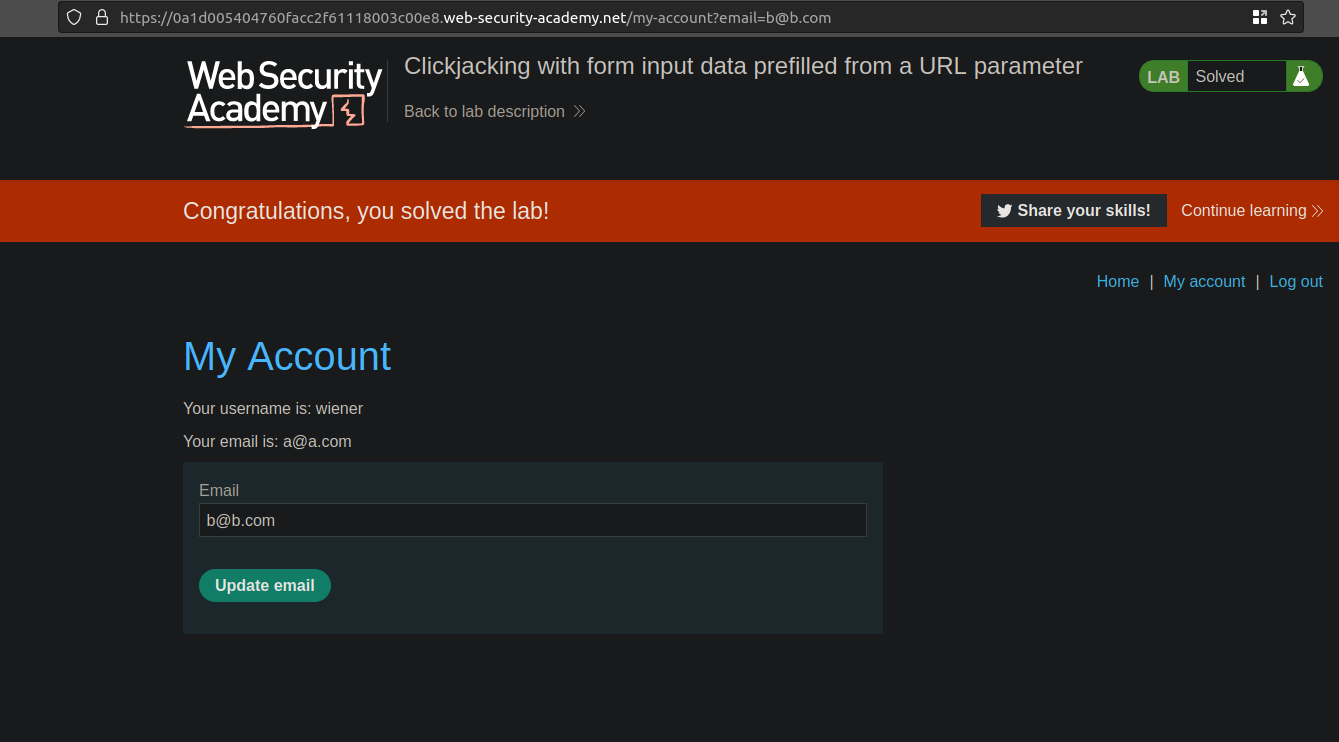 https://0a1d005404760facc2f61118003c00e8.web-security-academy.net/my-account?email=b@b.com
WebSecurity
Academy
Clickjacking with form input data prefilled from a URL parameter
Back to lab description
LAB Solved
Congratulations, you solved the lab!
Share your skills!
Continue learning
Home | My account | Log out
My Account
Your username is: wiener
Your email is: a@a.com
Email
b@b.com
Update email